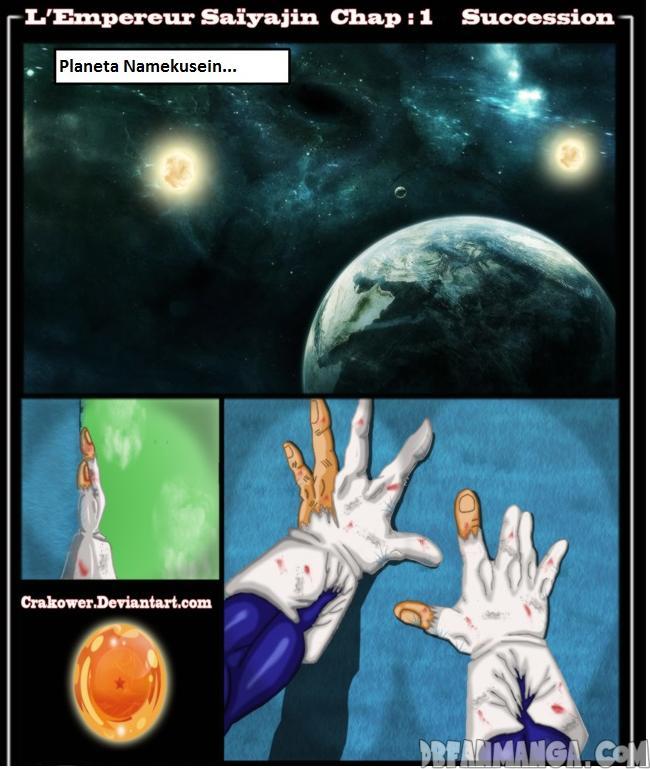 L'Empereur Saïyajin Chap : 1 Succession
Planeta Namekusein...
Crakower.Deviantart.com
DBFANMANGA.COM